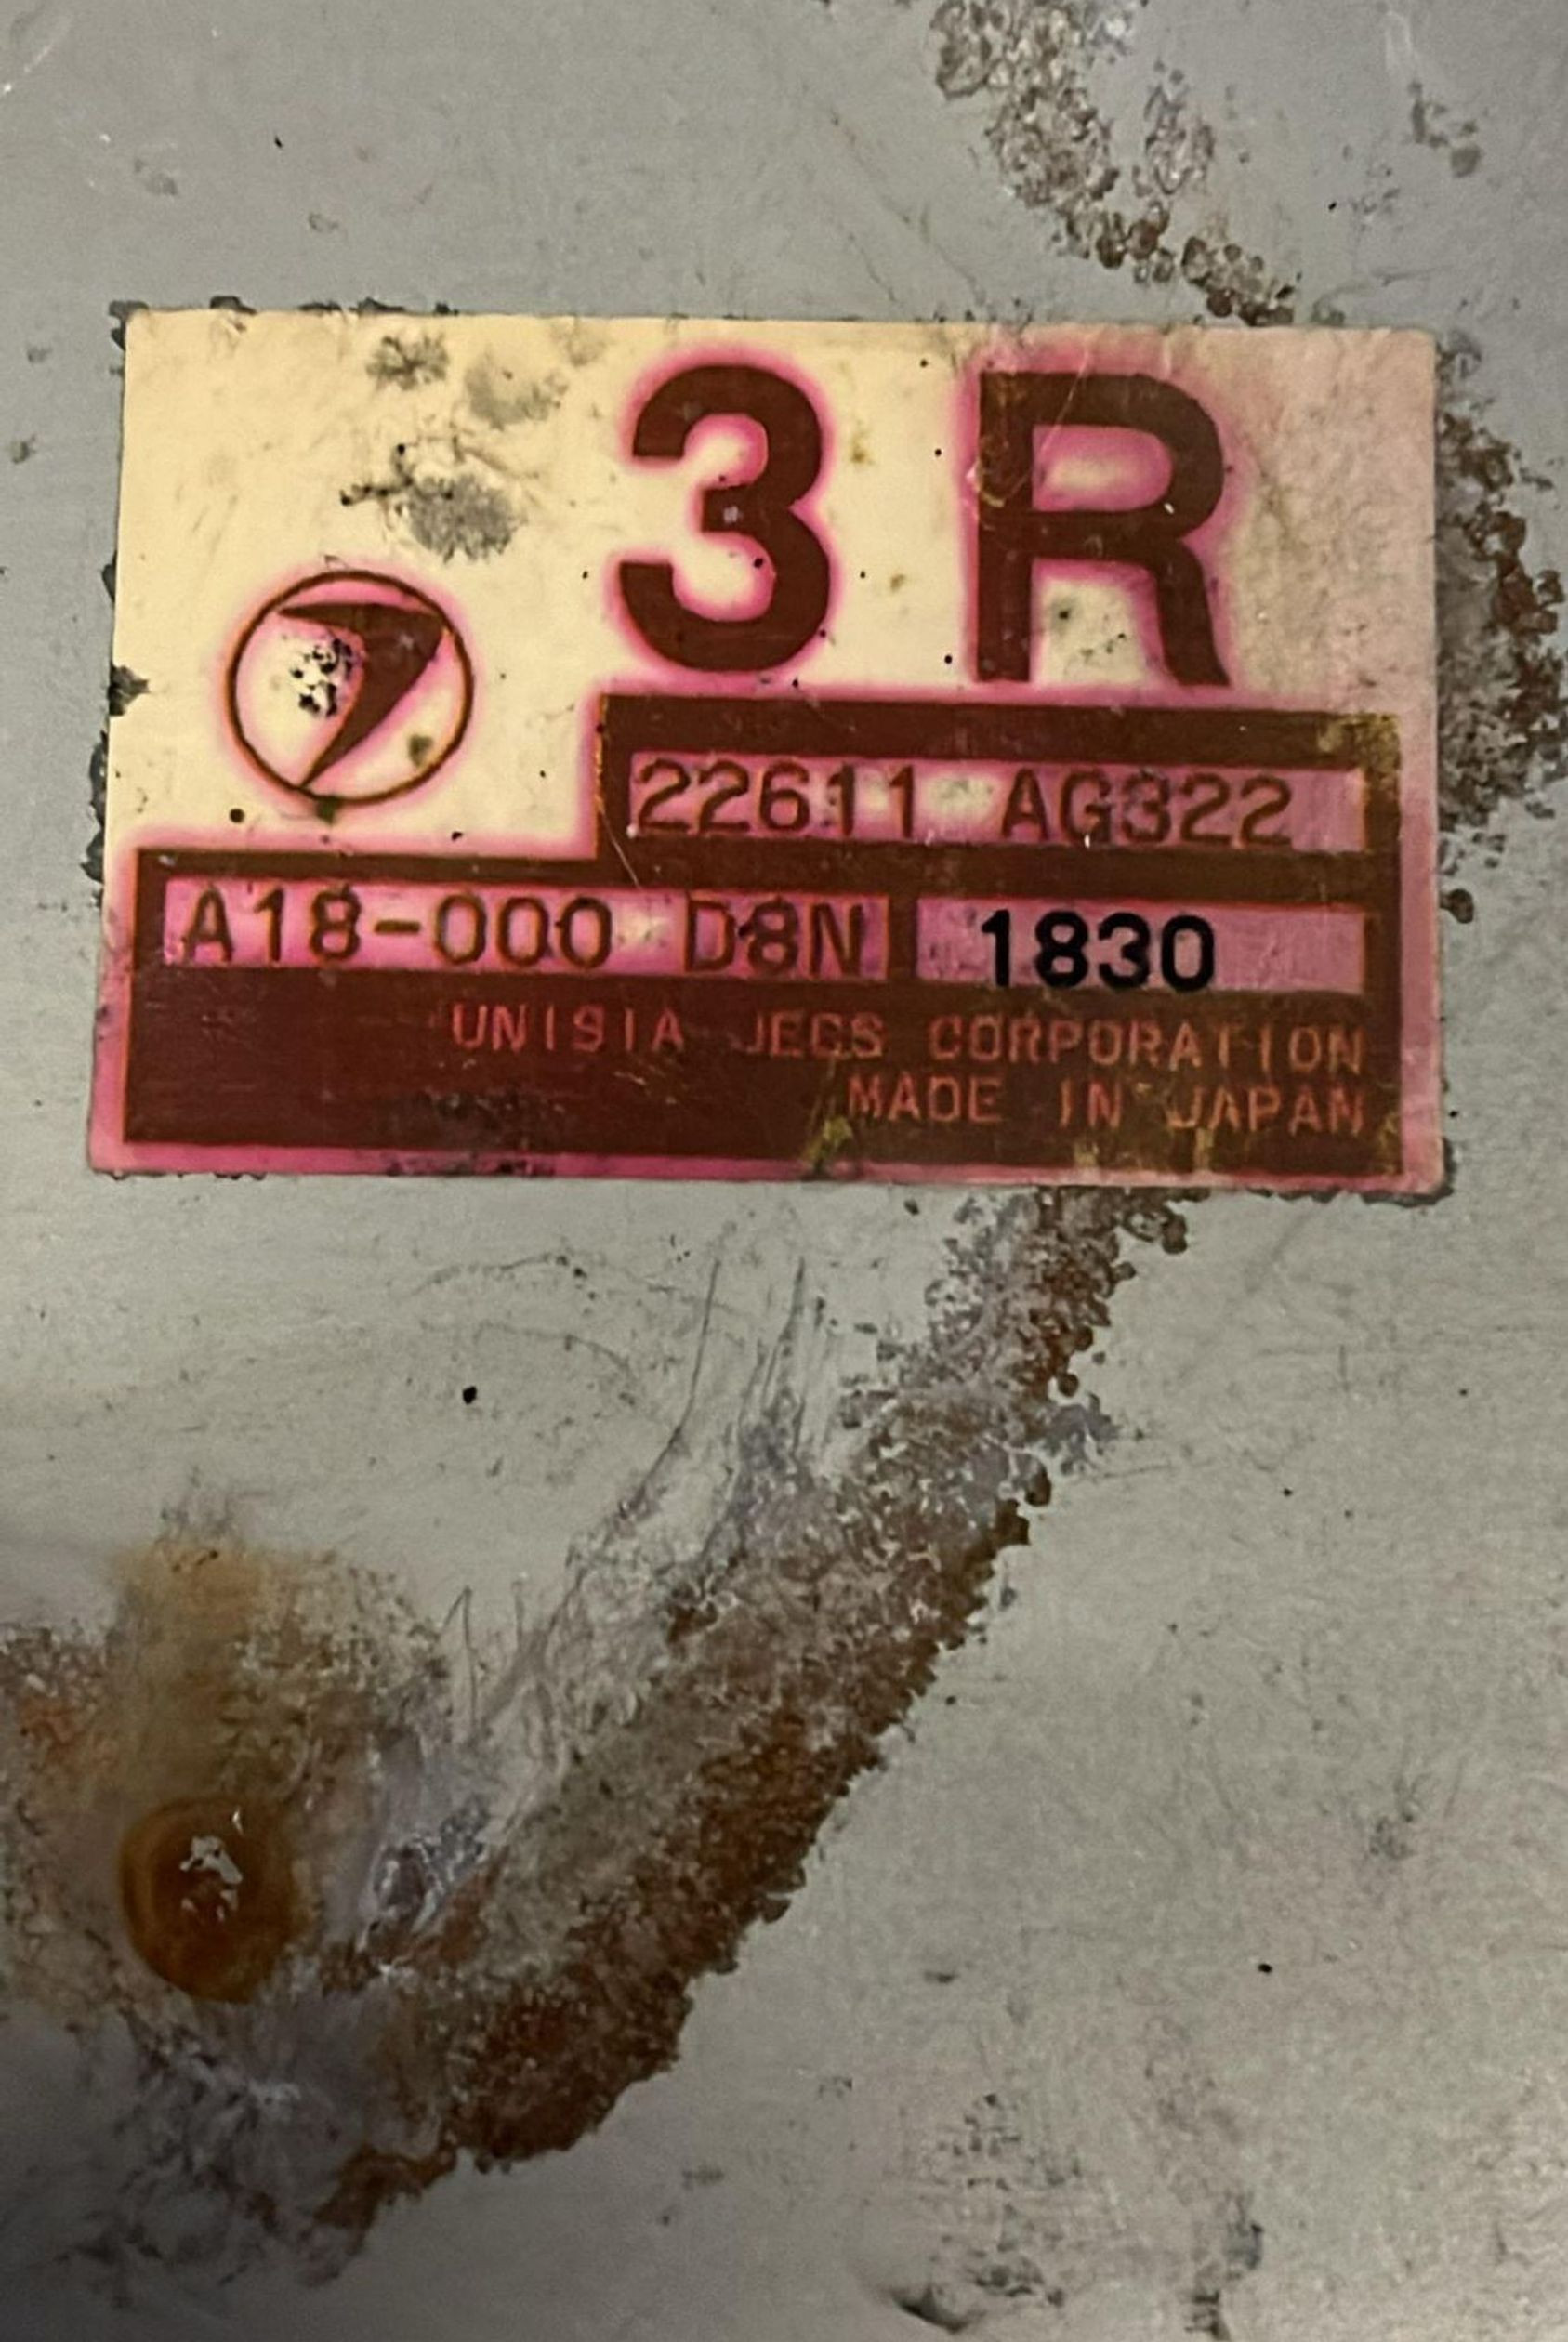 3 R
22611 AG322
A18-000 D8N 1830
UNISIA JECS CORPORATION
MADE IN JAPAN